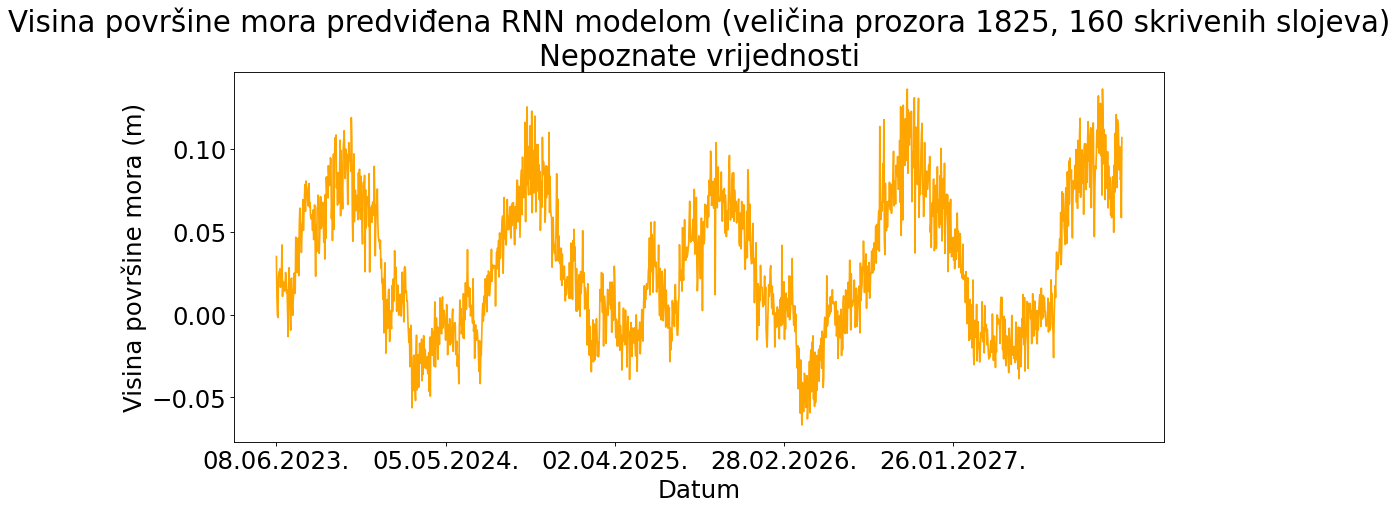 Visina površine mora predviđena RNN modelom (veličina prozora 1825, 160 skrivenih slojeva)
Nepoznate vrijednosti
Visina površine mora (m)
0.10
0.05
0.00
−0.05
08.06.2023. 05.05.2024. 02.04.2025. 28.02.2026. 26.01.2027.
Datum